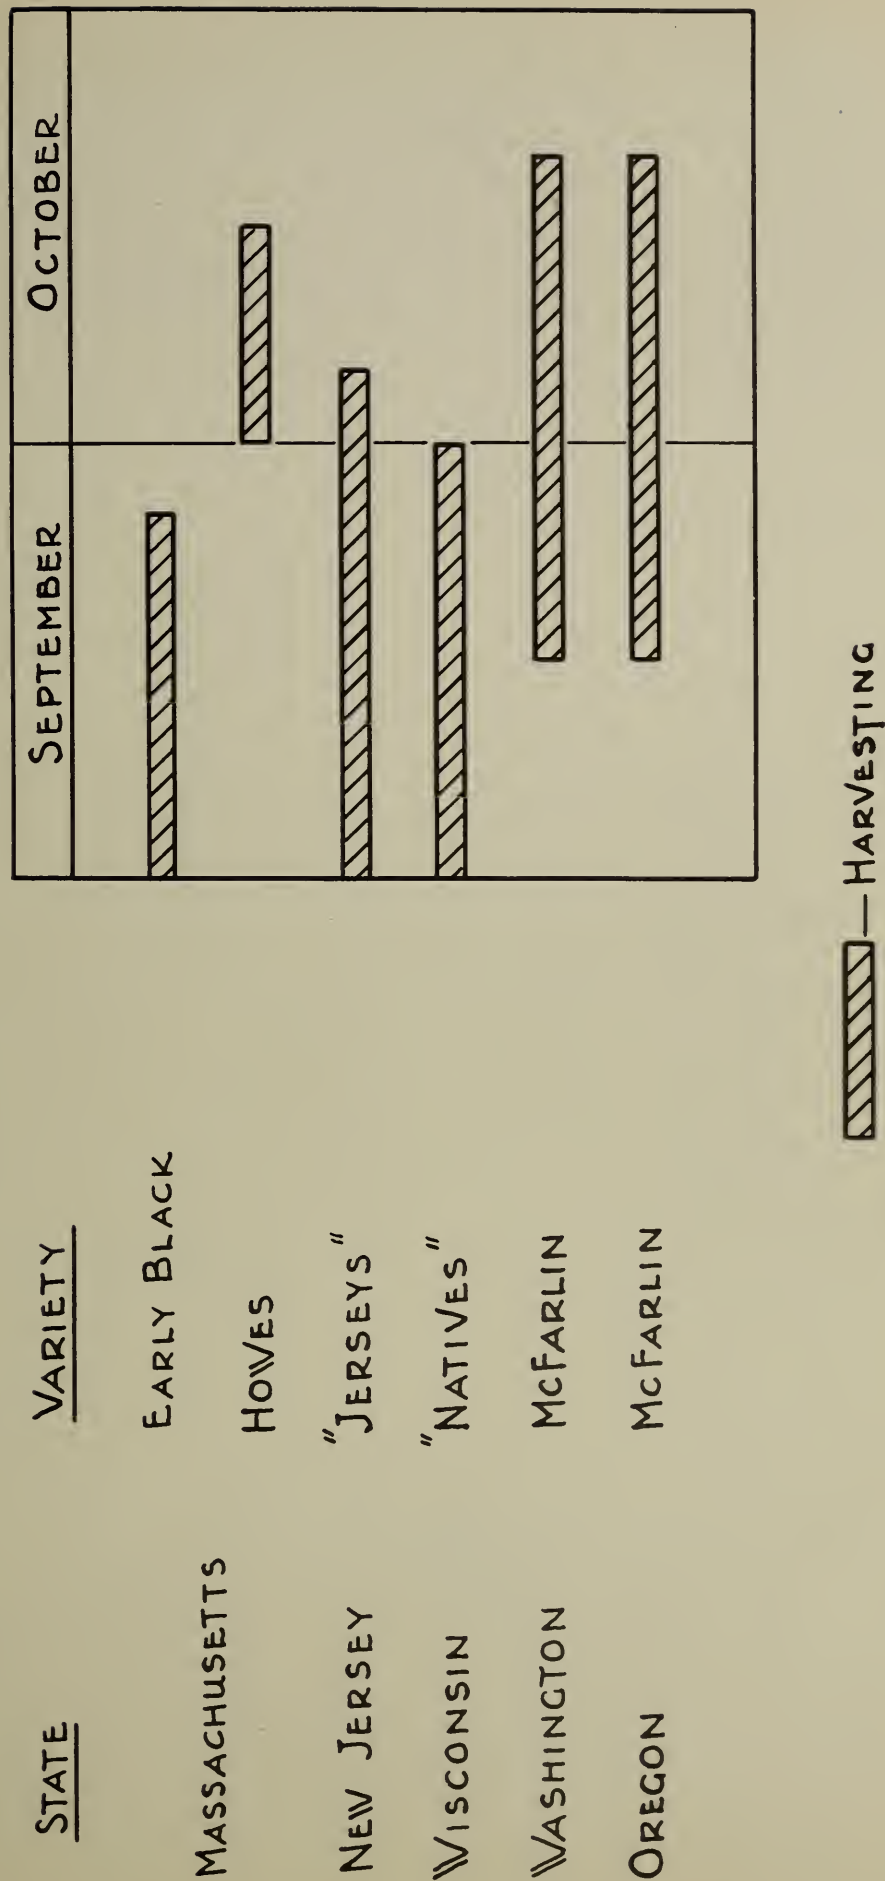 STATE VARIETY SEPTEMBER OCTOBER
MASSACHUSETTS EARLY BLACK
HOWES
NEW JERSEY "JERSEYS"
WISCONSIN "NATIVES"
WASHINGTON MCFARLIN
OREGON MCFARLIN
— HARVESTING